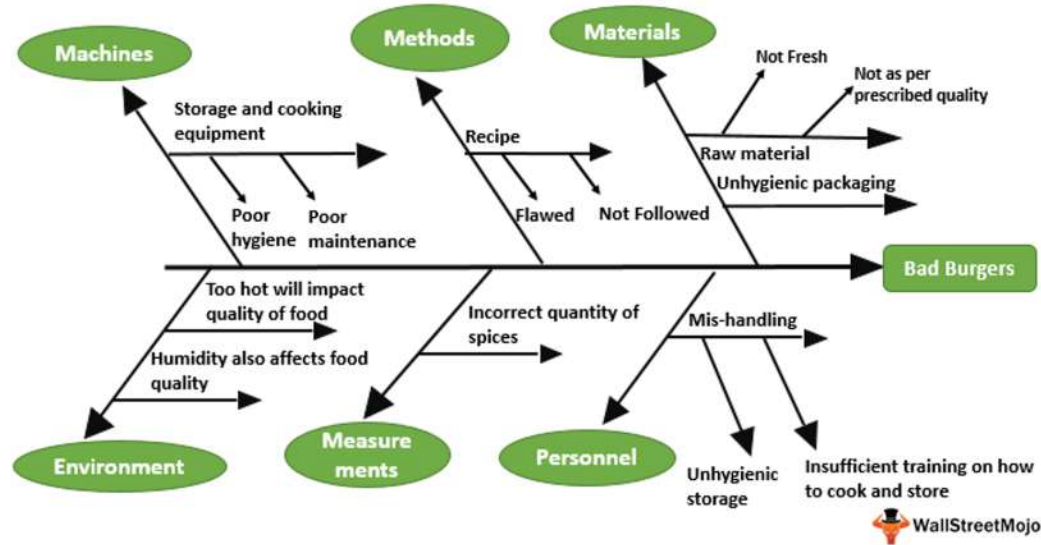 Machines
Methods
Materials
Storage and cooking
equipment
Poor
hygiene
Poor
maintenance
Recipe
Flawed
Not Followed
Not Fresh
Not as per
prescribed quality
Raw material
Unhygienic packaging
Bad Burgers
Too hot will impact
quality of food
Humidity also affects food
quality
Environment
Incorrect quantity of
spices
Measure
ments
Mis-handling
Personnel
Unhygienic
storage
Insufficient training on how
to cook and store
WallStreetMojo